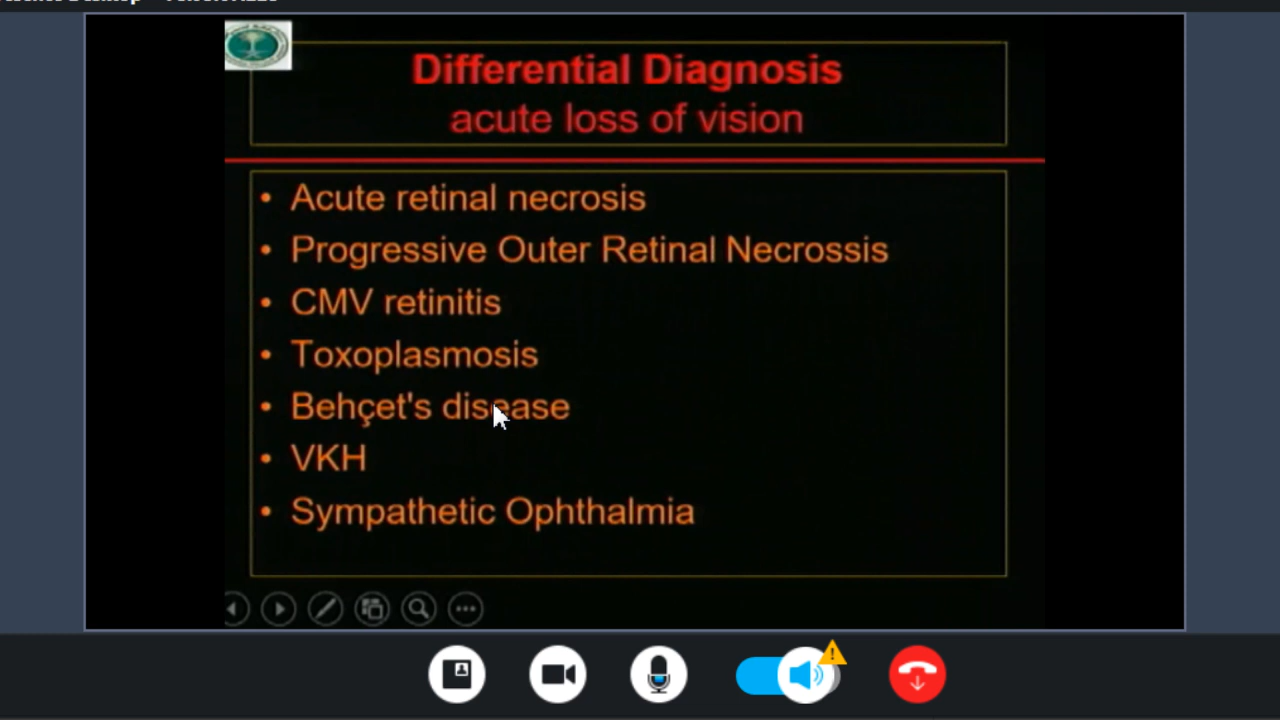 Differential Diagnosis
acute loss of vision
• Acute retinal necrosis
• Progressive Outer Retinal Necrossis
• CMV retinitis
• Toxoplasmosis
• Behçet's disease
• VKH
• Sympathetic Ophthalmia